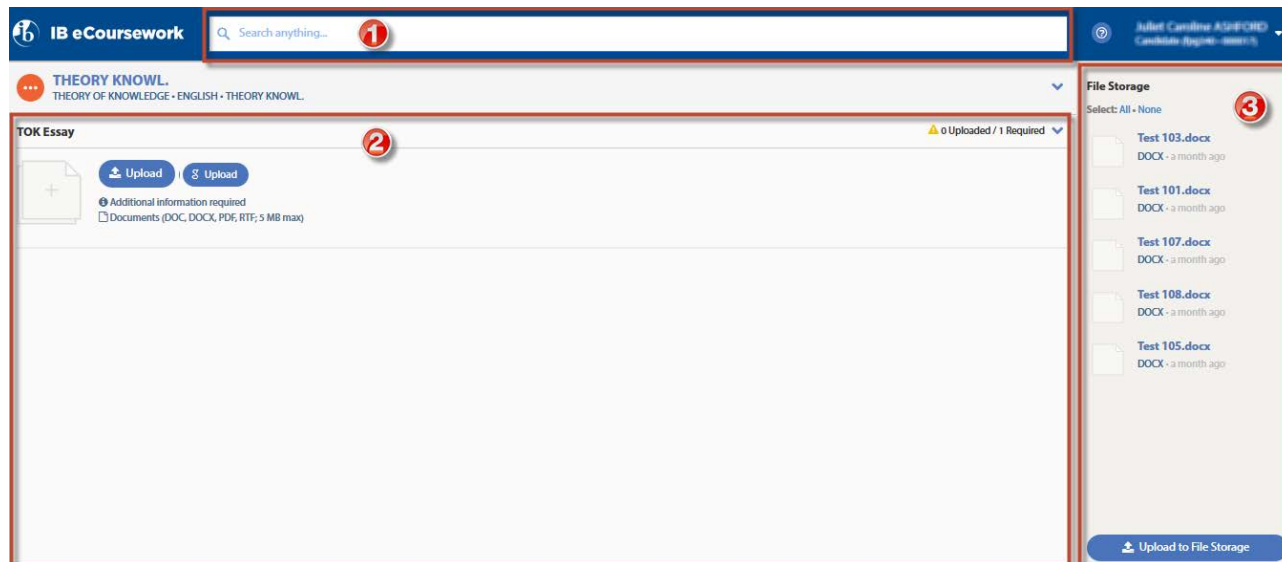 IB eCoursework
Search anything...
1
THEORY KNOWL.
THEORY OF KNOWLEDGE • ENGLISH • THEORY KNOWL.
TOK Essay
2
0 Uploaded / 1 Required
Upload
Upload
Additional information required
Documents (DOC, DOCX, PDF, RTF; 5 MB max)
File Storage
3
Select: All • None
Test 103.docx
DOCX • a month ago
Test 101.docx
DOCX • a month ago
Test 107.docx
DOCX • a month ago
Test 108.docx
DOCX • a month ago
Test 105.docx
DOCX • a month ago
Upload to File Storage